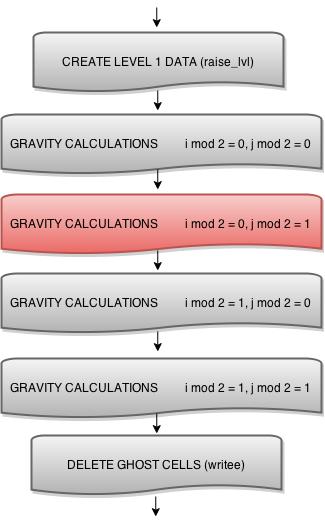 CREATE LEVEL 1 DATA (raise_lvl)
GRAVITY CALCULATIONS i mod 2 = 0, j mod 2 = 0
GRAVITY CALCULATIONS i mod 2 = 0, j mod 2 = 1
GRAVITY CALCULATIONS i mod 2 = 1, j mod 2 = 0
GRAVITY CALCULATIONS i mod 2 = 1, j mod 2 = 1
DELETE GHOST CELLS (writee)